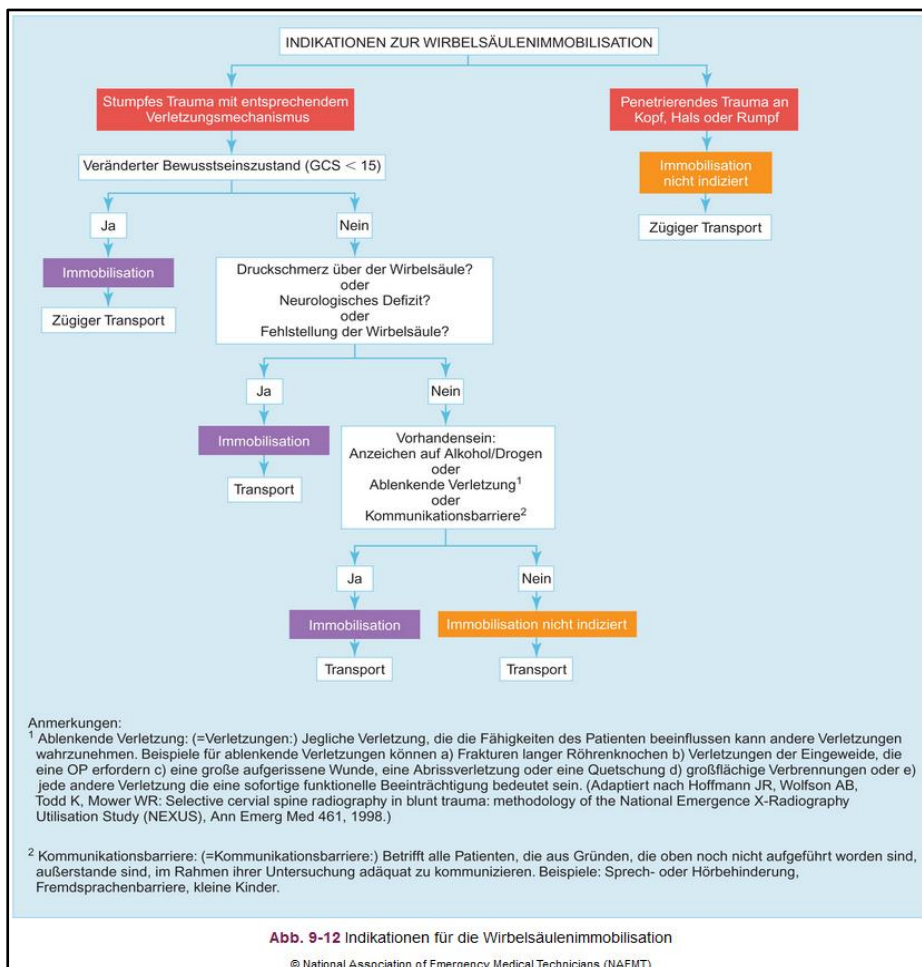 INDIKATIONEN ZUR WIRBELSÄULENIMMOBILISATION
Stumpfes Trauma mit entsprechendem
Verletzungsmechanismus
Penetrierendes Trauma an
Kopf, Hals oder Rumpf
Veränderter Bewusstseinszustand (GCS < 15)
Immobilisation
nicht indiziert
Ja
Nein
Zügiger Transport
Immobilisation
Druckschmerz über der Wirbelsäule?
oder
Neurologisches Defizit?
oder
Fehlstellung der Wirbelsäule?
Zügiger Transport
Ja
Nein
Immobilisation
Vorhandensein:
Anzeichen auf Alkohol/Drogen
oder
Ablenkende Verletzung¹
oder
Kommunikationsbarriere²
Transport
Ja
Nein
Immobilisation
Immobilisation nicht indiziert
Transport
Transport
Anmerkungen:
¹ Ablenkende Verletzung: (=Verletzungen:) Jegliche Verletzung, die die Fähigkeiten des Patienten beeinflussen kann andere Verletzungen
wahrzunehmen. Beispiele für ablenkende Verletzungen können a) Frakturen langer Röhrenknochen b) Verletzungen der Eingeweide, die
eine OP erfordern c) eine große aufgerissene Wunde, eine Abrissverletzung oder eine Quetschung d) großflächige Verbrennungen oder e)
jede andere Verletzung die eine sofortige funktionelle Beeinträchtigung bedeutet sein. (Adaptiert nach Hoffmann JR, Wolfson AB,
Todd K, Mower WR: Selective cervial spine radiography in blunt trauma: methodology of the National Emergence X-Radiography
Utilisation Study (NEXUS), Ann Emerg Med 461, 1998.)
² Kommunikationsbarriere: (=Kommunikationsbarriere:) Betrifft alle Patienten, die aus Gründen, die oben noch nicht aufgeführt worden sind,
außerstande sind, im Rahmen ihrer Untersuchung adäquat zu kommunizieren. Beispiele: Sprech- oder Hörbehinderung,
Fremdsprachenbarriere, kleine Kinder.
Abb. 9-12 Indikationen für die Wirbelsäulenimmobilisation
© National Association of Emergency Medical Technicians (NAEMT)